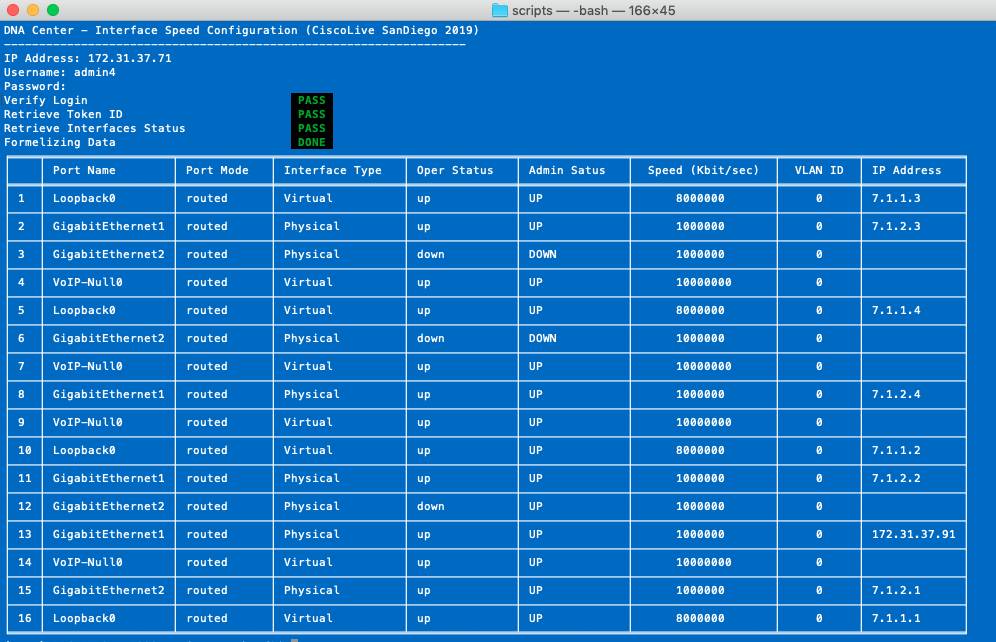 scripts — -bash — 166×45
DNA Center – Interface Speed Configuration (CiscoLive SanDiego 2019)
------------------------------------------------------------------
IP Address: 172.31.37.71
Username: admin4
Password:
Verify Login PASS
Retrieve Token ID PASS
Retrieve Interfaces Status PASS
Formelizing Data DONE
Port Name Port Mode Interface Type Oper Status Admin Satus Speed (Kbit/sec) VLAN ID IP Address
1 Loopback0 routed Virtual up UP 8000000 0 7.1.1.3
2 GigabitEthernet1 routed Physical up UP 1000000 0 7.1.2.3
3 GigabitEthernet2 routed Physical down DOWN 1000000 0
4 VoIP-Null0 routed Virtual up UP 10000000 0
5 Loopback0 routed Virtual up UP 8000000 0 7.1.1.4
6 GigabitEthernet2 routed Physical down DOWN 1000000 0
7 VoIP-Null0 routed Virtual up UP 10000000 0
8 GigabitEthernet1 routed Physical up UP 1000000 0 7.1.2.4
9 VoIP-Null0 routed Virtual up UP 10000000 0
10 Loopback0 routed Virtual up UP 8000000 0 7.1.1.2
11 GigabitEthernet1 routed Physical up UP 1000000 0 7.1.2.2
12 GigabitEthernet2 routed Physical down UP 1000000 0
13 GigabitEthernet1 routed Physical up UP 1000000 0 172.31.37.91
14 VoIP-Null0 routed Virtual up UP 10000000 0
15 GigabitEthernet2 routed Physical up UP 1000000 0 7.1.2.1
16 Loopback0 routed Virtual up UP 8000000 0 7.1.1.1